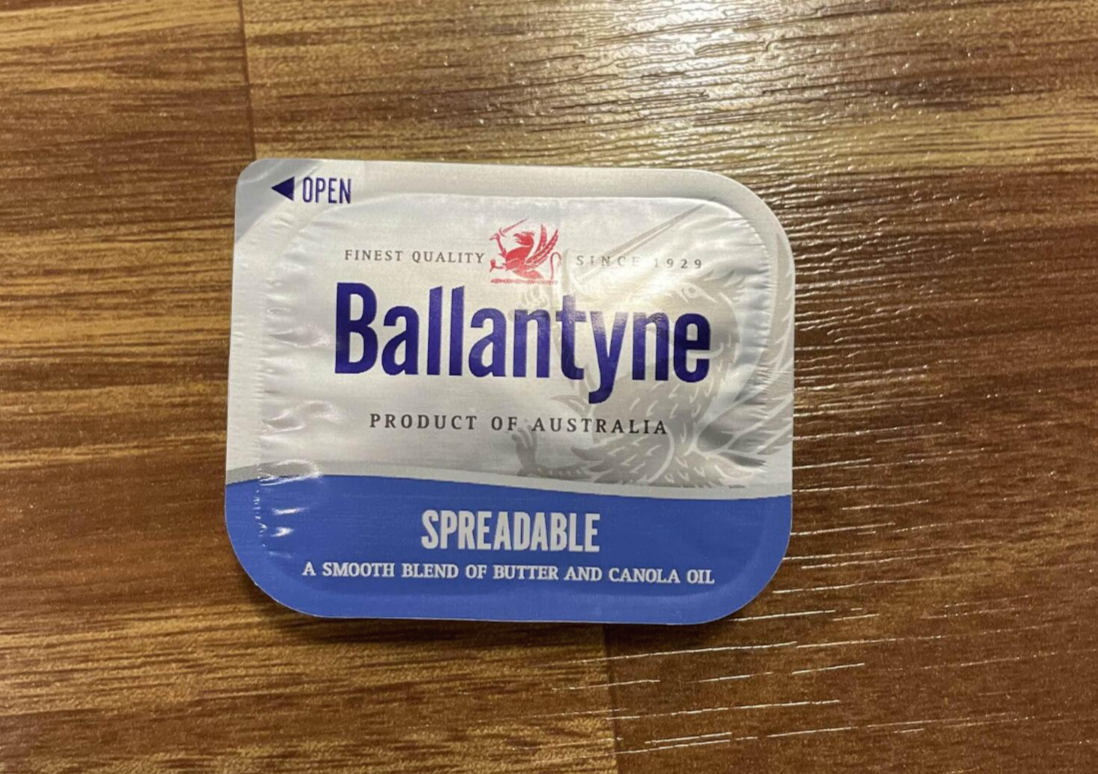 OPEN
FINEST QUALITY SINCE 1929
Ballantyne
PRODUCT OF AUSTRALIA
SPREADABLE
A SMOOTH BLEND OF BUTTER AND CANOLA OIL